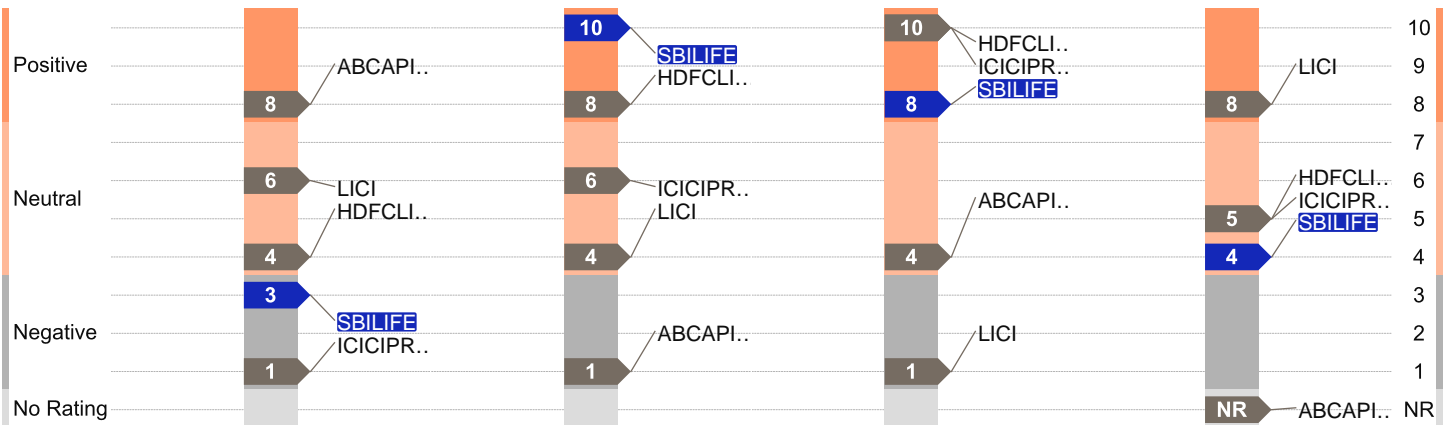 10
10
10
HDFCLI..
SBILIFE
Positive
ABCAPI..
ICICIPR..
LICI
9
HDFCLI..
SBILIFE
8
8
8
8
8
7
HDFCLI..
6
LICI
6
ICICIPR..
6
Neutral
ABCAPI..
ICICIPR..
HDFCLI..
LICI
5
5
SBILIFE
4
4
4
4
4
3
3
SBILIFE
Negative
ABCAPI..
LICI
2
ICICIPR..
1
1
1
1
No Rating
NR
ABCAPI..
NR